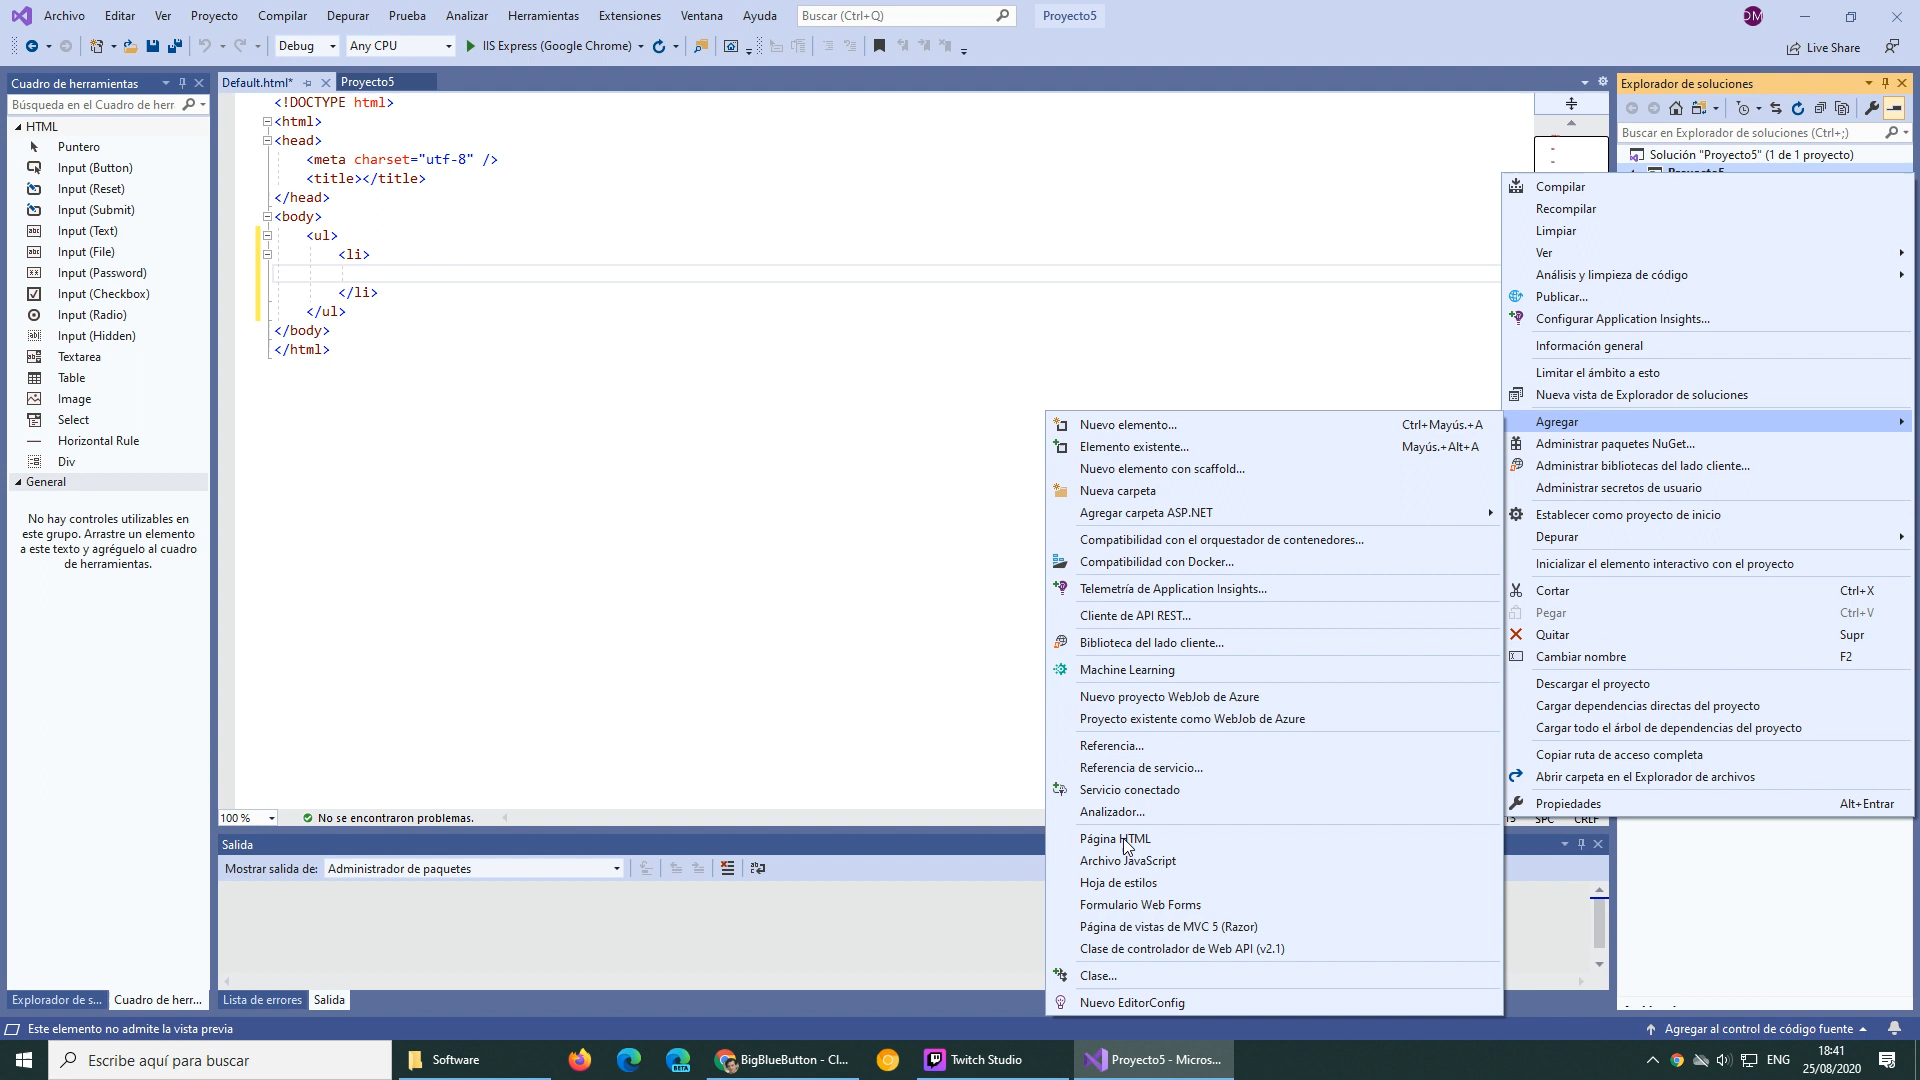 Archivo Editar Ver Proyecto Compilar Depurar Prueba Analizar Herramientas Extensiones Ventana Ayuda Buscar (Ctrl+Q) Proyecto5 DM
Debug Any CPU IIS Express (Google Chrome) Live Share
Cuadro de herramientas
Búsqueda en el Cuadro de herr
HTML
Puntero
Input (Button)
Input (Reset)
Input (Submit)
Input (Text)
Input (File)
Input (Password)
Input (Checkbox)
Input (Radio)
Input (Hidden)
Textarea
Table
Image
Select
Horizontal Rule
Div
General
No hay controles utilizables en
este grupo. Arrastre un elemento
a este texto y agréguelo al cuadro
de herramientas.
Explorador de s... Cuadro de herr...
Default.html* Proyecto5
<!DOCTYPE html>
<html>
<head>
<meta charset="utf-8" />
<title></title>
</head>
<body>
<ul>
<li>
</li>
</ul>
</body>
</html>
100 % No se encontraron problemas.
SPC CRLF
Salida
Mostrar salida de: Administrador de paquetes
Lista de errores Salida
Explorador de soluciones
Buscar en Explorador de soluciones (Ctrl+;)
Solución "Proyecto5" (1 de 1 proyecto)
Proyecto5
Compilar
Recompilar
Limpiar
Ver
Análisis y limpieza de código
Publicar...
Configurar Application Insights...
Información general
Limitar el ámbito a esto
Nueva vista de Explorador de soluciones
Agregar
Administrar paquetes NuGet...
Administrar bibliotecas del lado cliente...
Administrar secretos de usuario
Establecer como proyecto de inicio
Depurar
Inicializar el elemento interactivo con el proyecto
Cortar Ctrl+X
Pegar Ctrl+V
Quitar Supr
Cambiar nombre F2
Descargar el proyecto
Cargar dependencias directas del proyecto
Cargar todo el árbol de dependencias del proyecto
Copiar ruta de acceso completa
Abrir carpeta en el Explorador de archivos
Propiedades Alt+Entrar
Nuevo elemento... Ctrl+Mayús.+A
Elemento existente... Mayús.+Alt+A
Nuevo elemento con scaffold...
Nueva carpeta
Agregar carpeta ASP.NET
Compatibilidad con el orquestador de contenedores...
Compatibilidad con Docker...
Telemetría de Application Insights...
Cliente de API REST...
Biblioteca del lado cliente...
Machine Learning
Nuevo proyecto WebJob de Azure
Proyecto existente como WebJob de Azure
Referencia...
Referencia de servicio...
Servicio conectado
Analizador...
Página HTML
Archivo JavaScript
Hoja de estilos
Formulario Web Forms
Página de vistas de MVC 5 (Razor)
Clase de controlador de Web API (v2.1)
Clase...
Nuevo EditorConfig
Este elemento no admite la vista previa Agregar al control de código fuente
Escribe aquí para buscar Software BETA BigBlueButton - Cl... Twitch Studio Proyecto5 - Micros... ENG 18:41
25/08/2020